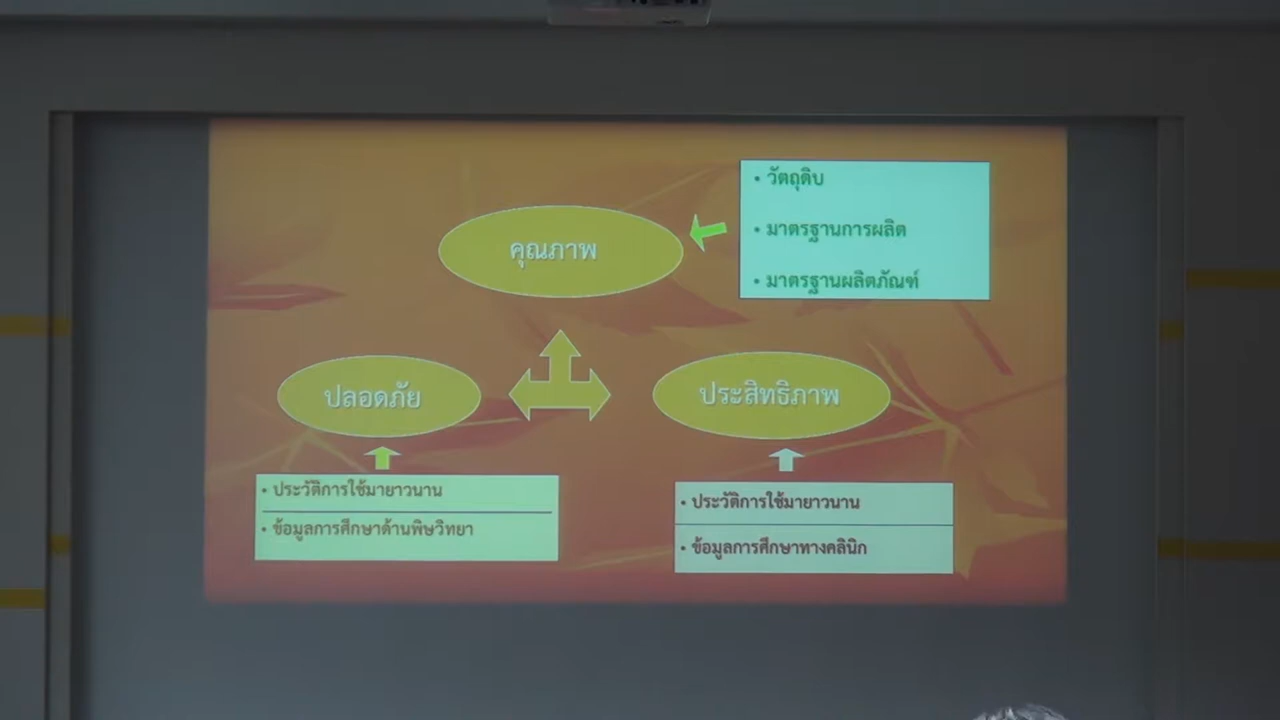 คุณภาพ
• วัตถุดิบ
• มาตรฐานการผลิต
• มาตรฐานผลิตภัณฑ์
ปลอดภัย
ประสิทธิภาพ
• ประวัติการใช้มายาวนาน
• ข้อมูลการศึกษาด้านพิษวิทยา
• ประวัติการใช้มายาวนาน
• ข้อมูลการศึกษาทางคลินิก